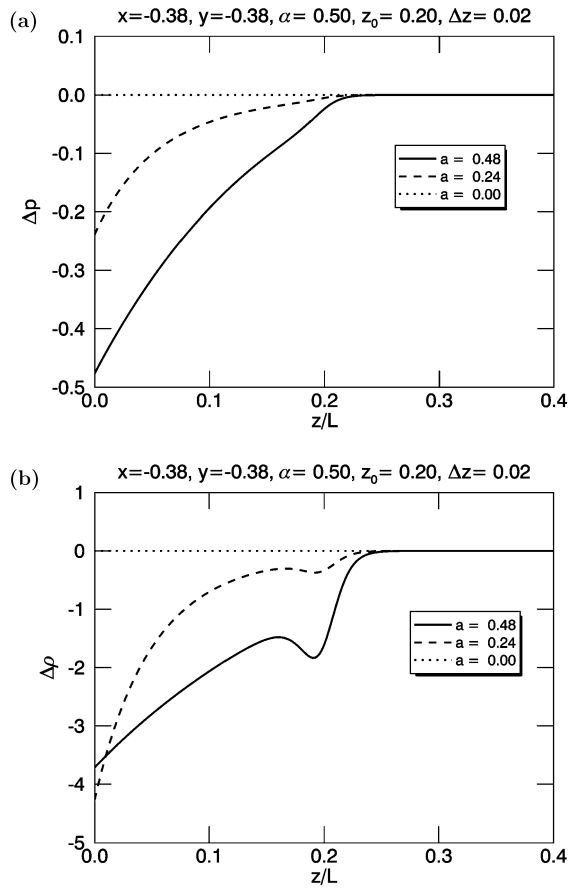 (a)
x=-0.38, y=-0.38, α= 0.50, z₀= 0.20, Δz= 0.02
0.1
0.0
-0.1
-0.2
-0.3
-0.4
-0.5
Δp
a = 0.48
a = 0.24
a = 0.00
0.0 0.1 0.2 0.3 0.4
z/L
(b)
x=-0.38, y=-0.38, α= 0.50, z₀= 0.20, Δz= 0.02
1
0
-1
-2
-3
-4
-5
Δρ
a = 0.48
a = 0.24
a = 0.00
0.0 0.1 0.2 0.3 0.4
z/L